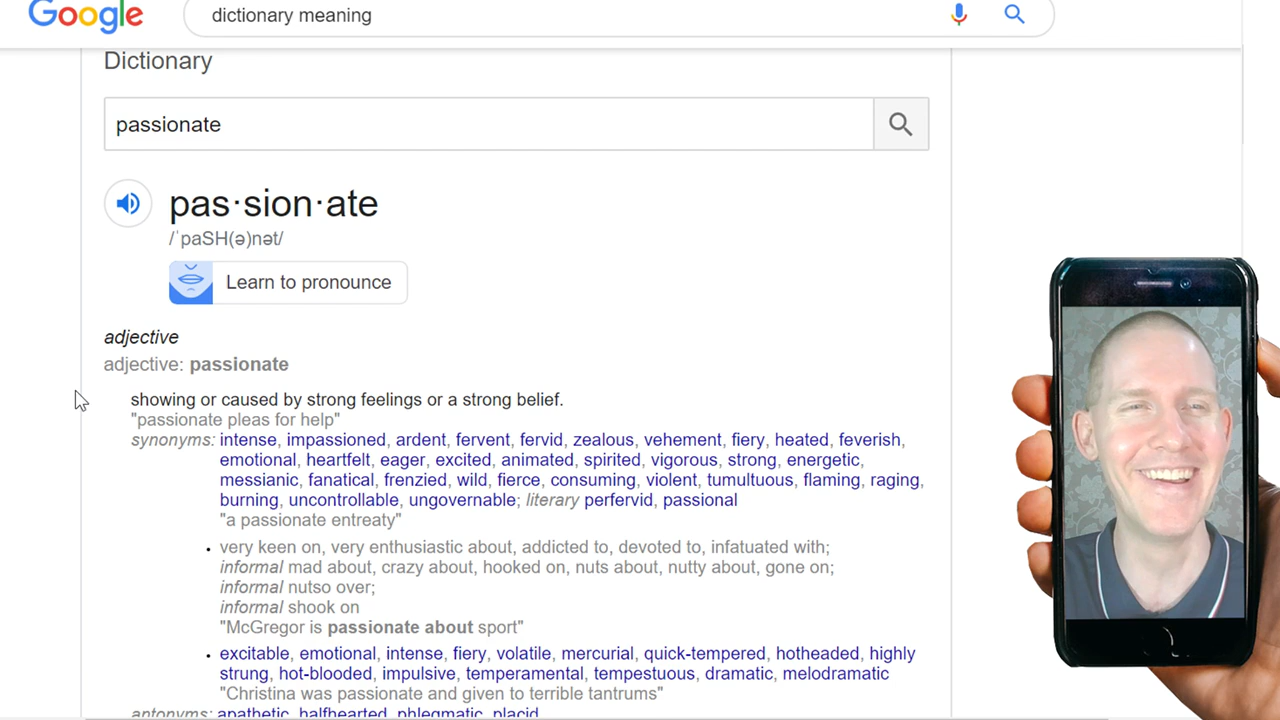 Google
dictionary meaning
Dictionary
passionate
pas·sion·ate
/ˈpaSH(ə)nət/
Learn to pronounce
adjective
adjective: passionate
showing or caused by strong feelings or a strong belief.
"passionate pleas for help"
synonyms: intense, impassioned, ardent, fervent, fervid, zealous, vehement, fiery, heated, feverish,
emotional, heartfelt, eager, excited, animated, spirited, vigorous, strong, energetic,
messianic, fanatical, frenzied, wild, fierce, consuming, violent, tumultuous, flaming, raging,
burning, uncontrollable, ungovernable; literary perfervid, passional
"a passionate entreaty"
• very keen on, very enthusiastic about, addicted to, devoted to, infatuated with;
informal mad about, crazy about, hooked on, nuts about, nutty about, gone on;
informal nutso over;
informal shook on
"McGregor is passionate about sport"
• excitable, emotional, intense, fiery, volatile, mercurial, quick-tempered, hotheaded, highly
strung, hot-blooded, impulsive, temperamental, tempestuous, dramatic, melodramatic
"Christina was passionate and given to terrible tantrums"
antonyms: apathetic, halfhearted, phlegmatic, placid